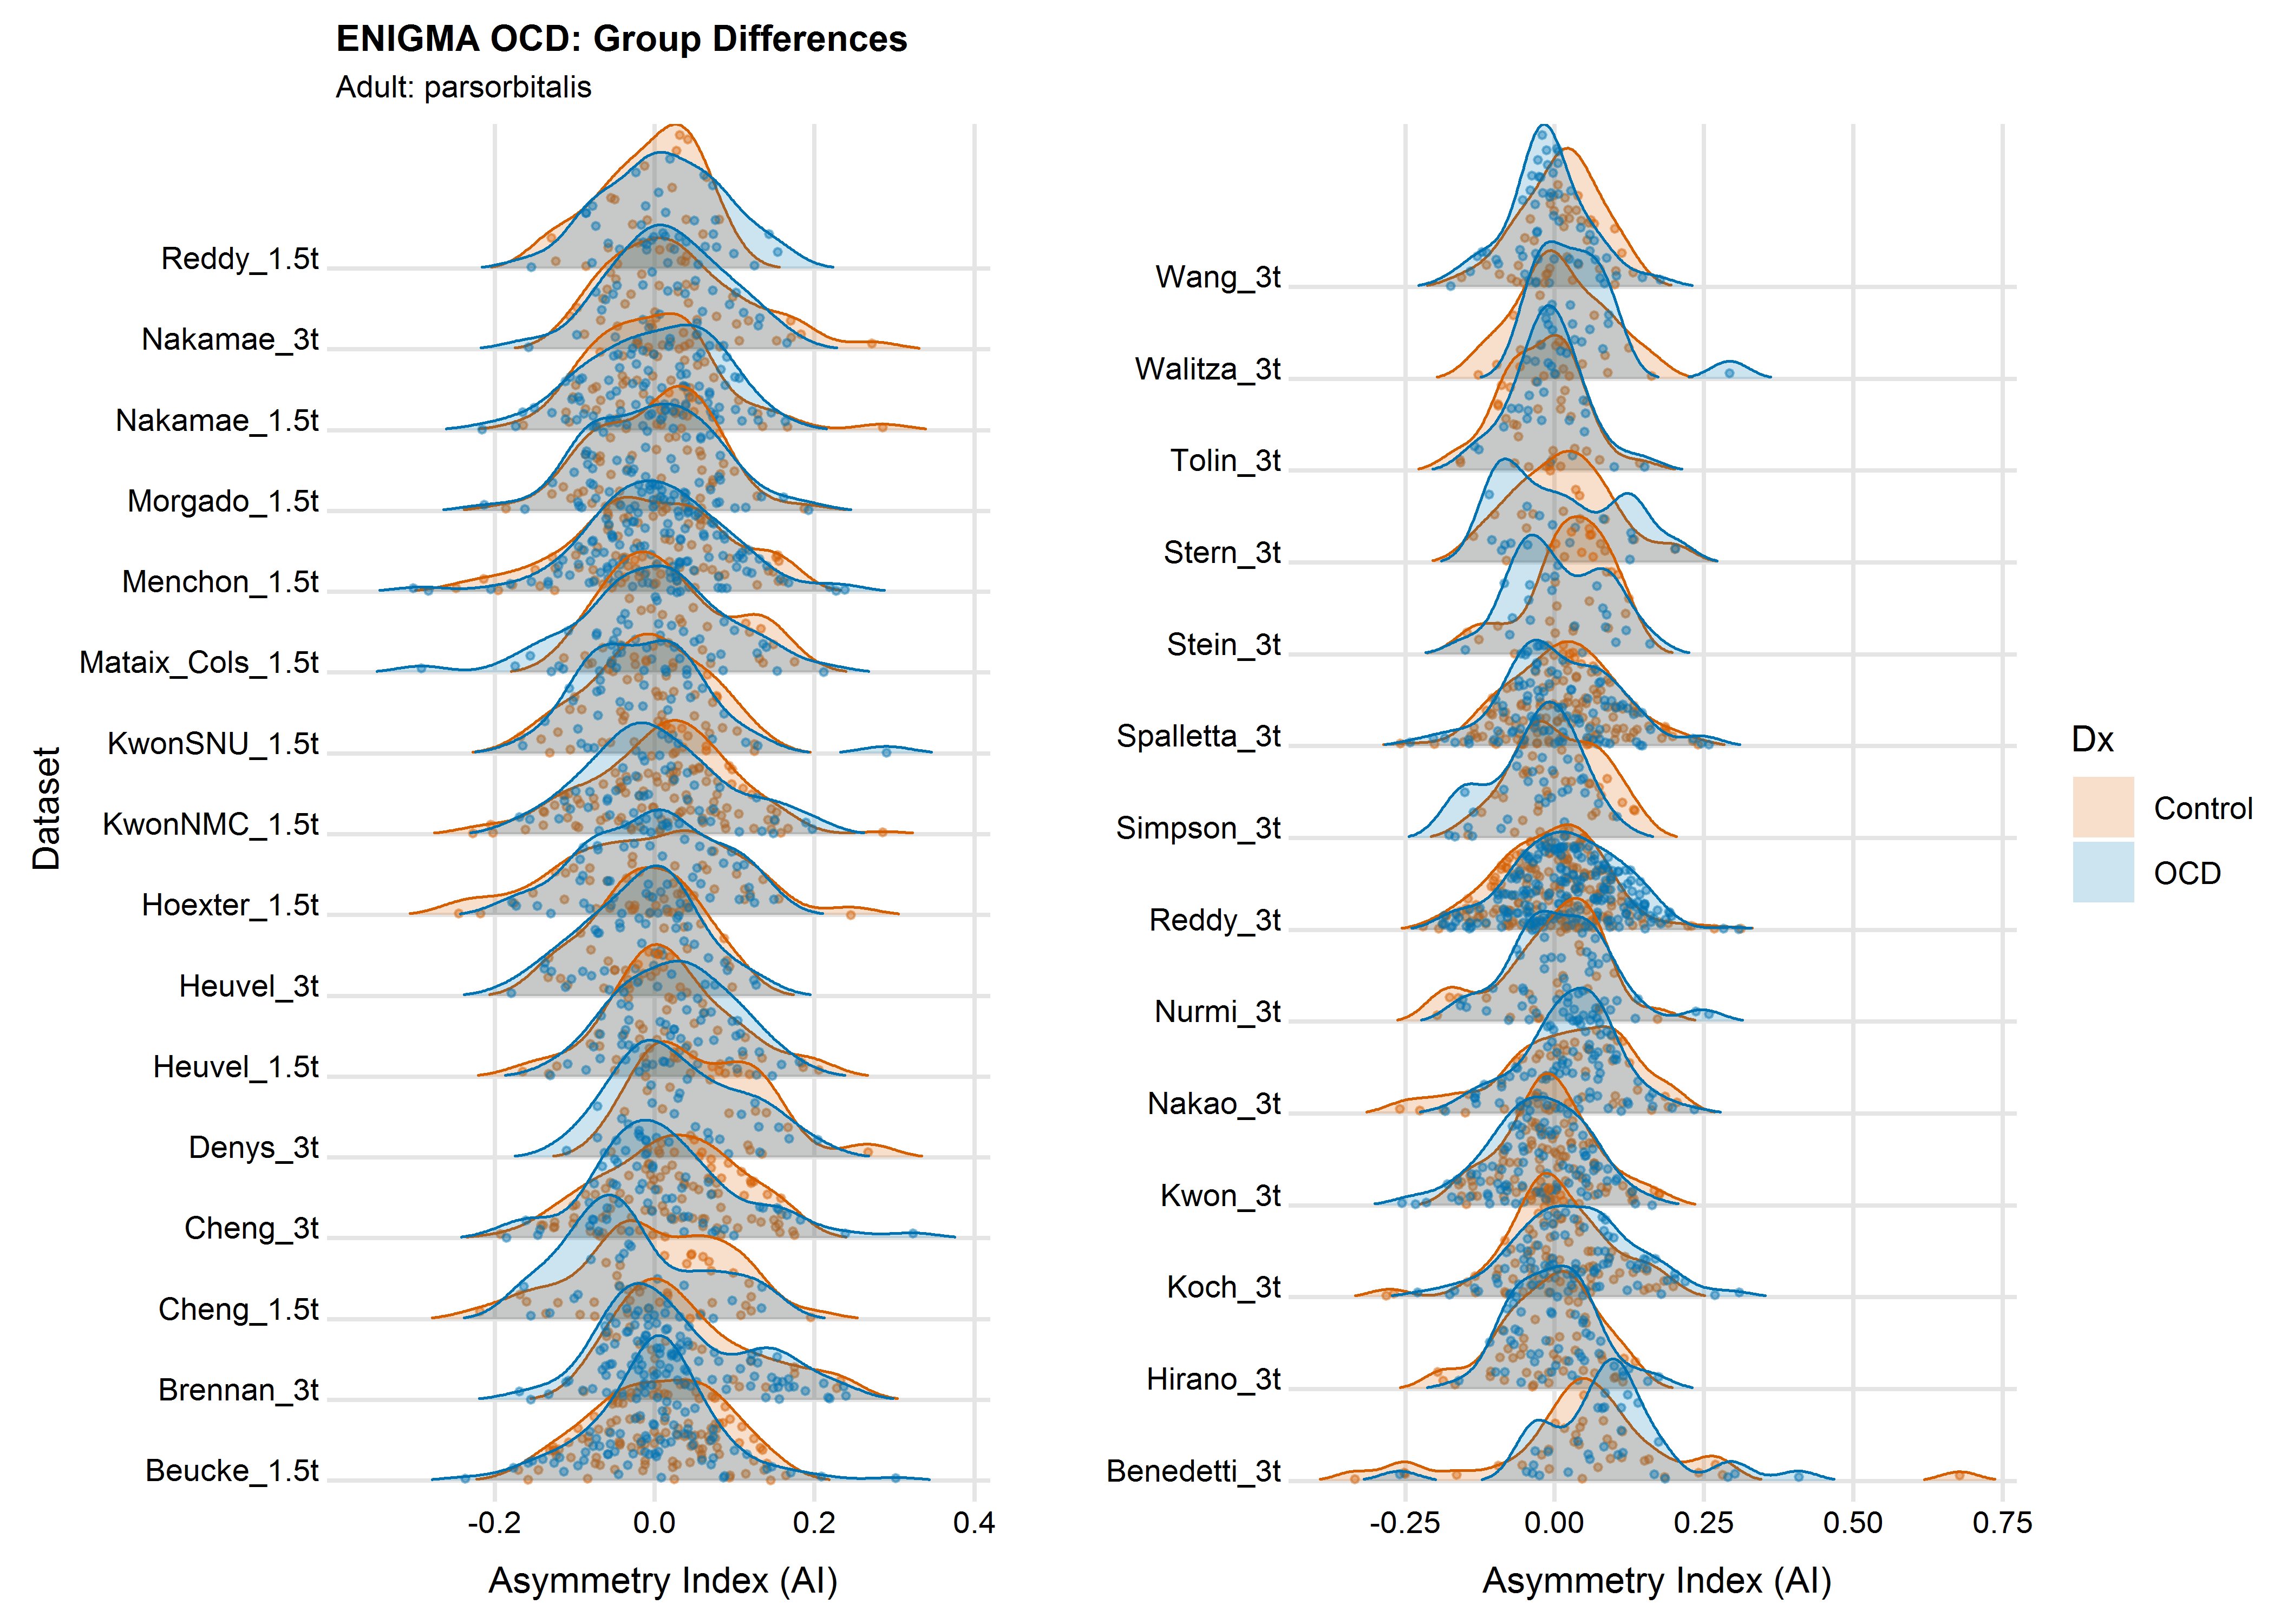 ENIGMA OCD: Group Differences
Adult: parsorbitalis
Dataset
Reddy_1.5t
Nakamae_3t
Nakamae_1.5t
Morgado_1.5t
Menchon_1.5t
Mataix_Cols_1.5t
KwonSNU_1.5t
KwonNMC_1.5t
Hoexter_1.5t
Heuvel_3t
Heuvel_1.5t
Denys_3t
Cheng_3t
Cheng_1.5t
Brennan_3t
Beucke_1.5t
-0.2 0.0 0.2 0.4
Asymmetry Index (AI)
Wang_3t
Walitza_3t
Tolin_3t
Stern_3t
Stein_3t
Spalletta_3t
Simpson_3t
Reddy_3t
Nurmi_3t
Nakao_3t
Kwon_3t
Koch_3t
Hirano_3t
Benedetti_3t
-0.25 0.00 0.25 0.50 0.75
Asymmetry Index (AI)
Dx
Control
OCD